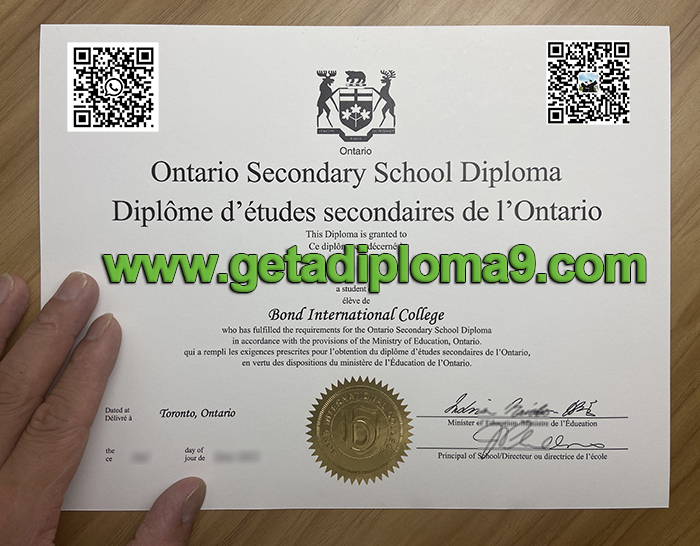 Ontario
Ontario Secondary School Diploma
Diplôme d’études secondaires de l’Ontario
This Diploma is granted to
Ce diplôme décerné
www.getadiploma9.com
a student
élève de
Bond International College
who has fulfilled the requirements for the Ontario Secondary School Diploma
in accordance with the provisions of the Ministry of Education, Ontario.
qui a rempli les exigences prescrites pour l’obtention du diplôme d’études secondaires de l’Ontario,
en vertu des dispositions du ministère de l’Éducation de l’Ontario.
Dated at
Délivré à
Toronto, Ontario
Minister of Education/Ministre de l’Éducation
the
ce
day of
jour de
Principal of School/Directeur ou directrice de l’école